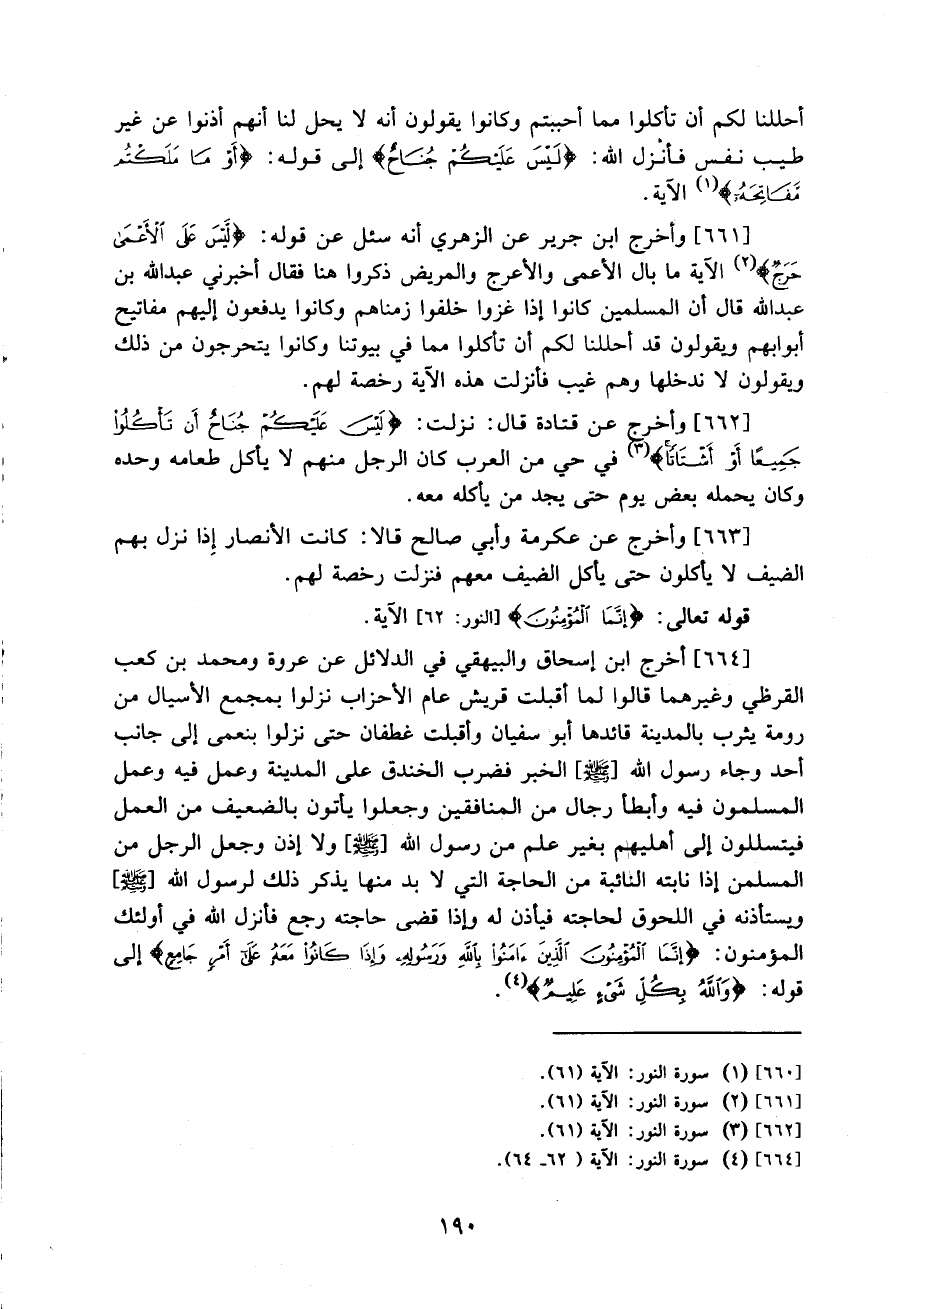 أحللنا لكم أن تأكلوا مما أحببتم وكانوا يقولون أنه لا يحل لنا أنهم أذنوا عن غير
طيب نفس فأنزل الله: ﴿لَيْسَ عَلَيْكُمْ جُنَاحٌ﴾ إلى قوله: ﴿أَوْ مَا مَلَكْتُم
مَّفَاتِحَهُۥ﴾(١) الآية.
[٦٦١] وأخرج ابن جرير عن الزهري أنه سئل عن قوله: ﴿لَّيْسَ عَلَى ٱلْأَعْمَىٰ
حَرَجٌ﴾(٢) الآية ما بال الأعمى والأعرج والمريض ذكروا هنا فقال أخبرني عبدالله بن
عبدالله قال أن المسلمين كانوا إذا غزوا خلفوا زمناهم وكانوا يدفعون إليهم مفاتيح
أبوابهم ويقولون قد أحللنا لكم أن تأكلوا مما في بيوتنا وكانوا يتحرجون من ذلك
ويقولون لا ندخلها وهم غيب فأنزلت هذه الآية رخصة لهم.
[٦٦٢] وأخرج عن قتادة قال: نزلت: ﴿لَيْسَ عَلَيْكُمْ جُنَاحٌ أَن تَأْكُلُوا۟
جَمِيعًا أَوْ أَشْتَاتًا﴾(٣) في حي من العرب كان الرجل منهم لا يأكل طعامه وحده
وكان يحمله بعض يوم حتى يجد من يأكله معه.
[٦٦٣] وأخرج عن عكرمة وأبي صالح قالا: كانت الأنصار إذا نزل بهم
الضيف لا يأكلون حتى يأكل الضيف معهم فنزلت رخصة لهم.
قوله تعالى: ﴿إِنَّمَا ٱلْمُؤْمِنُونَ﴾ [النور: ٦٢] الآية.
[٦٦٤] أخرج ابن إسحاق والبيهقي في الدلائل عن عروة ومحمد بن كعب
القرظي وغيرهما قالوا لما أقبلت قريش عام الأحزاب نزلوا بمجمع الأسيال من
رومة يثرب بالمدينة قائدها أبو سفيان وأقبلت غطفان حتى نزلوا بنعمى إلى جانب
أحد وجاء رسول الله [ﷺ] الخبر فضرب الخندق على المدينة وعمل فيه وعمل
المسلمون فيه وأبطأ رجال من المنافقين وجعلوا يأتون بالضعيف من العمل
فيتسللون إلى أهليهم بغير علم من رسول الله [ﷺ] ولا إذن وجعل الرجل من
المسلمن إذا نابته النائبة من الحاجة التي لا بد منها يذكر ذلك لرسول الله [ﷺ]
ويستأذنه في اللحوق لحاجته فيأذن له وإذا قضى حاجته رجع فأنزل الله في أولئك
المؤمنون: ﴿إِنَّمَا ٱلْمُؤْمِنُونَ ٱلَّذِينَ ءَامَنُوا۟ بِٱللَّهِ وَرَسُولِهِۦ وَإِذَا كَانُوا۟ مَعَهُۥ عَلَىٰٓ أَمْرٍ جَامِعٍ﴾ إلى
قوله: ﴿وَٱللَّهُ بِكُلِّ شَىْءٍ عَلِيمٌۢ﴾(٤).
[٦٦٠] (١) سورة النور: الآية (٦١).
[٦٦١] (٢) سورة النور: الآية (٦١).
[٦٦٢] (٣) سورة النور: الآية (٦١).
[٦٦٤] (٤) سورة النور: الآية ( ٦٢ـ ٦٤).
١٩٠